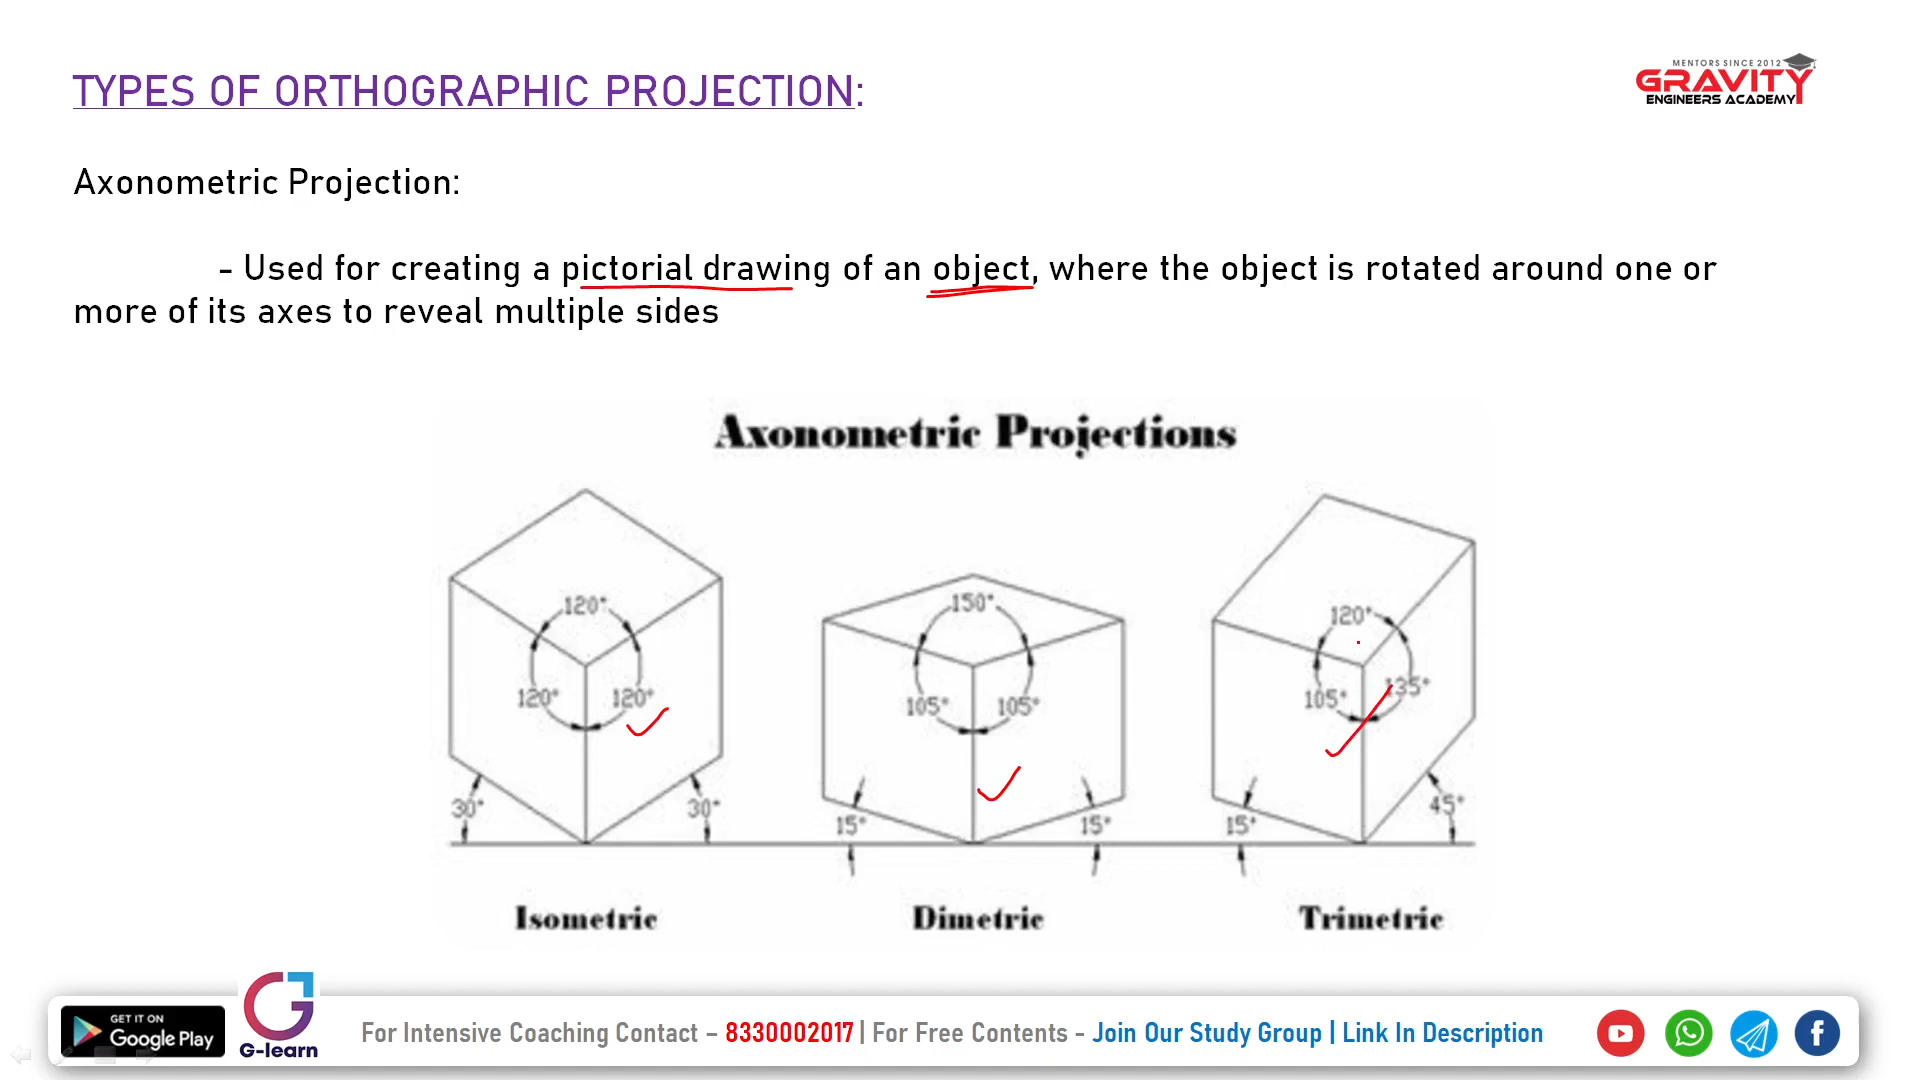 TYPES OF ORTHOGRAPHIC PROJECTION:
MENTORS SINCE 2012
GRAVITY
ENGINEERS ACADEMY
Axonometric Projection:
- Used for creating a pictorial drawing of an object, where the object is rotated around one or
more of its axes to reveal multiple sides
Axonometric Projections
120°
120°
120°
30°
30°
150°
105°
105°
15°
15°
120°
105°
135°
15°
45°
Isometric
Dimetric
Trimetric
GET IT ON
Google Play
G-learn
For Intensive Coaching Contact – 8330002017 | For Free Contents - Join Our Study Group | Link In Description